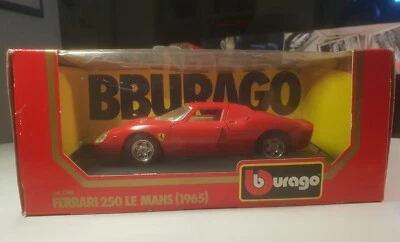 BBURAGO
FERRARI 250 LE MANS (1965)
burago